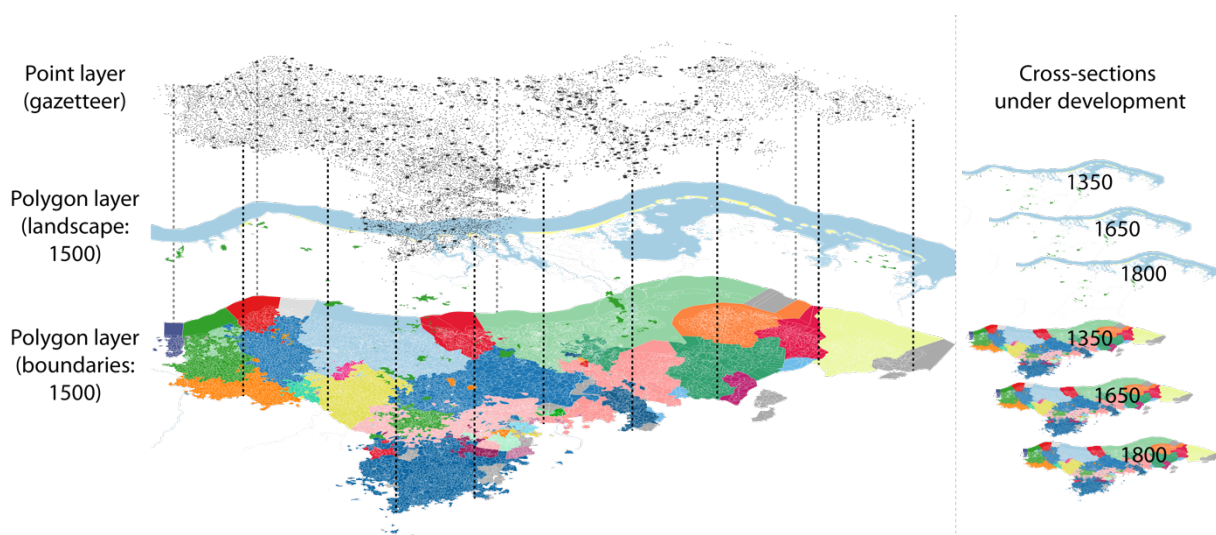 Point layer
(gazetteer)
Polygon layer
(landscape:
1500)
Polygon layer
(boundaries:
1500)
Cross-sections
under development
1350
1650
1800
1350
1650
1800